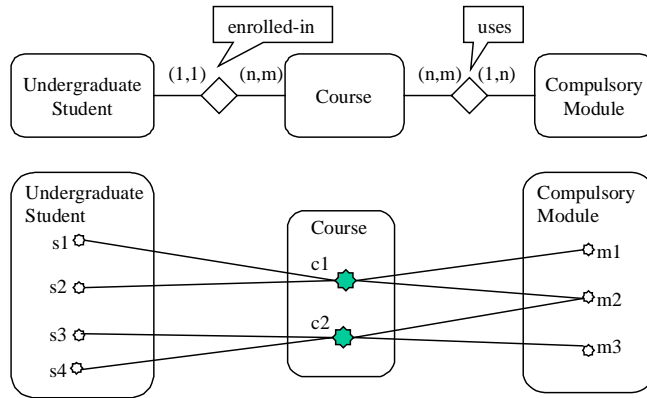 enrolled-in
uses
Undergraduate
Student
(1,1)
(n,m)
Course
(n,m)
(1,n)
Compulsory
Module
Undergraduate
Student
s1
s2
s3
s4
Course
c1
c2
Compulsory
Module
m1
m2
m3